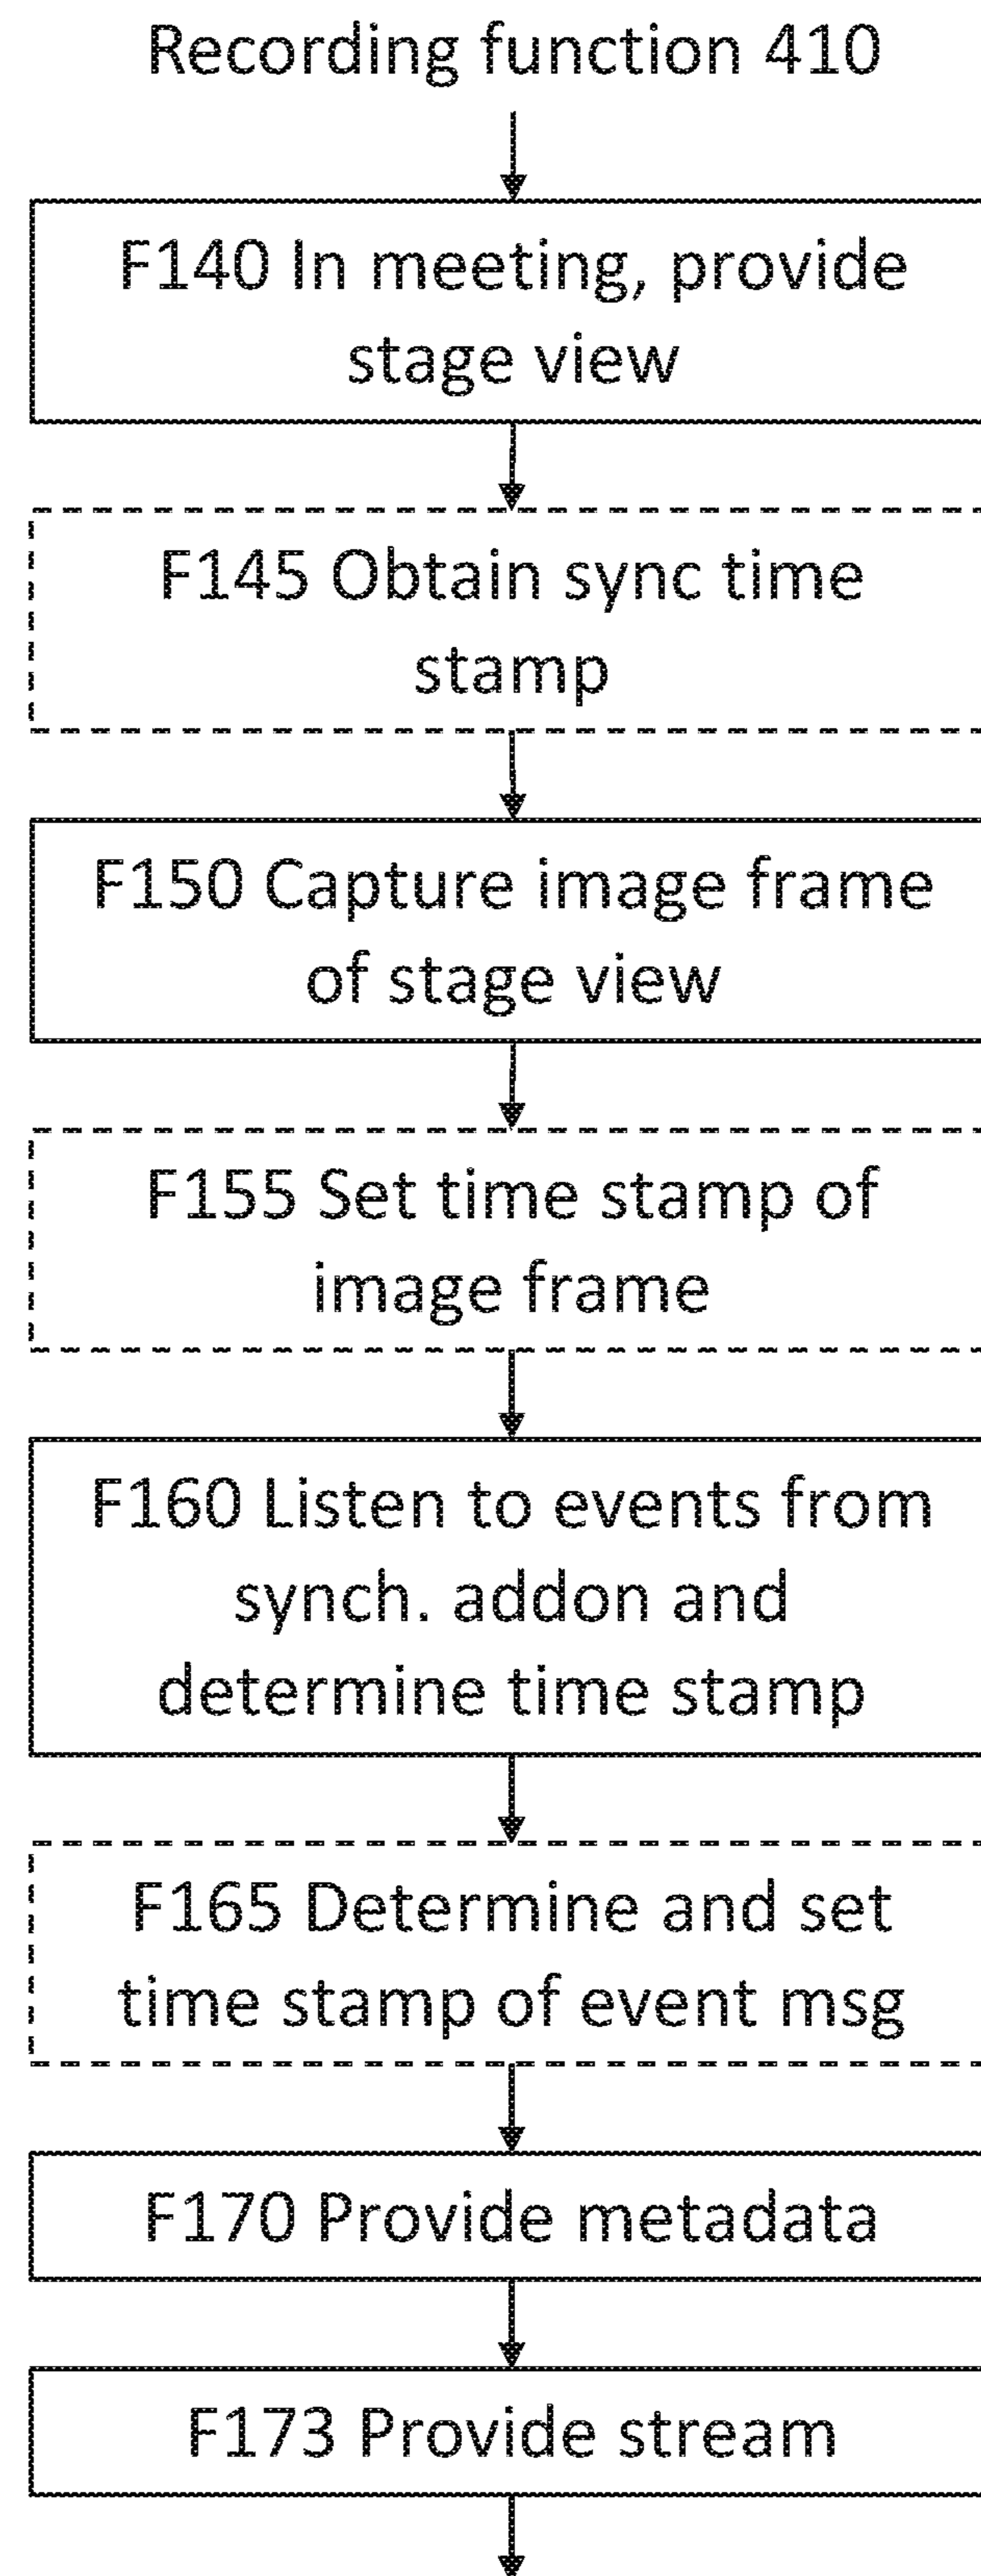 Recording function 410
F140 In meeting, provide
stage view
F145 Obtain sync time
stamp
F150 Capture image frame
of stage view
F155 Set time stamp of
image frame
F160 Listen to events from
synch. addon and
determine time stamp
F165 Determine and set
time stamp of event msg
F170 Provide metadata
F173 Provide stream